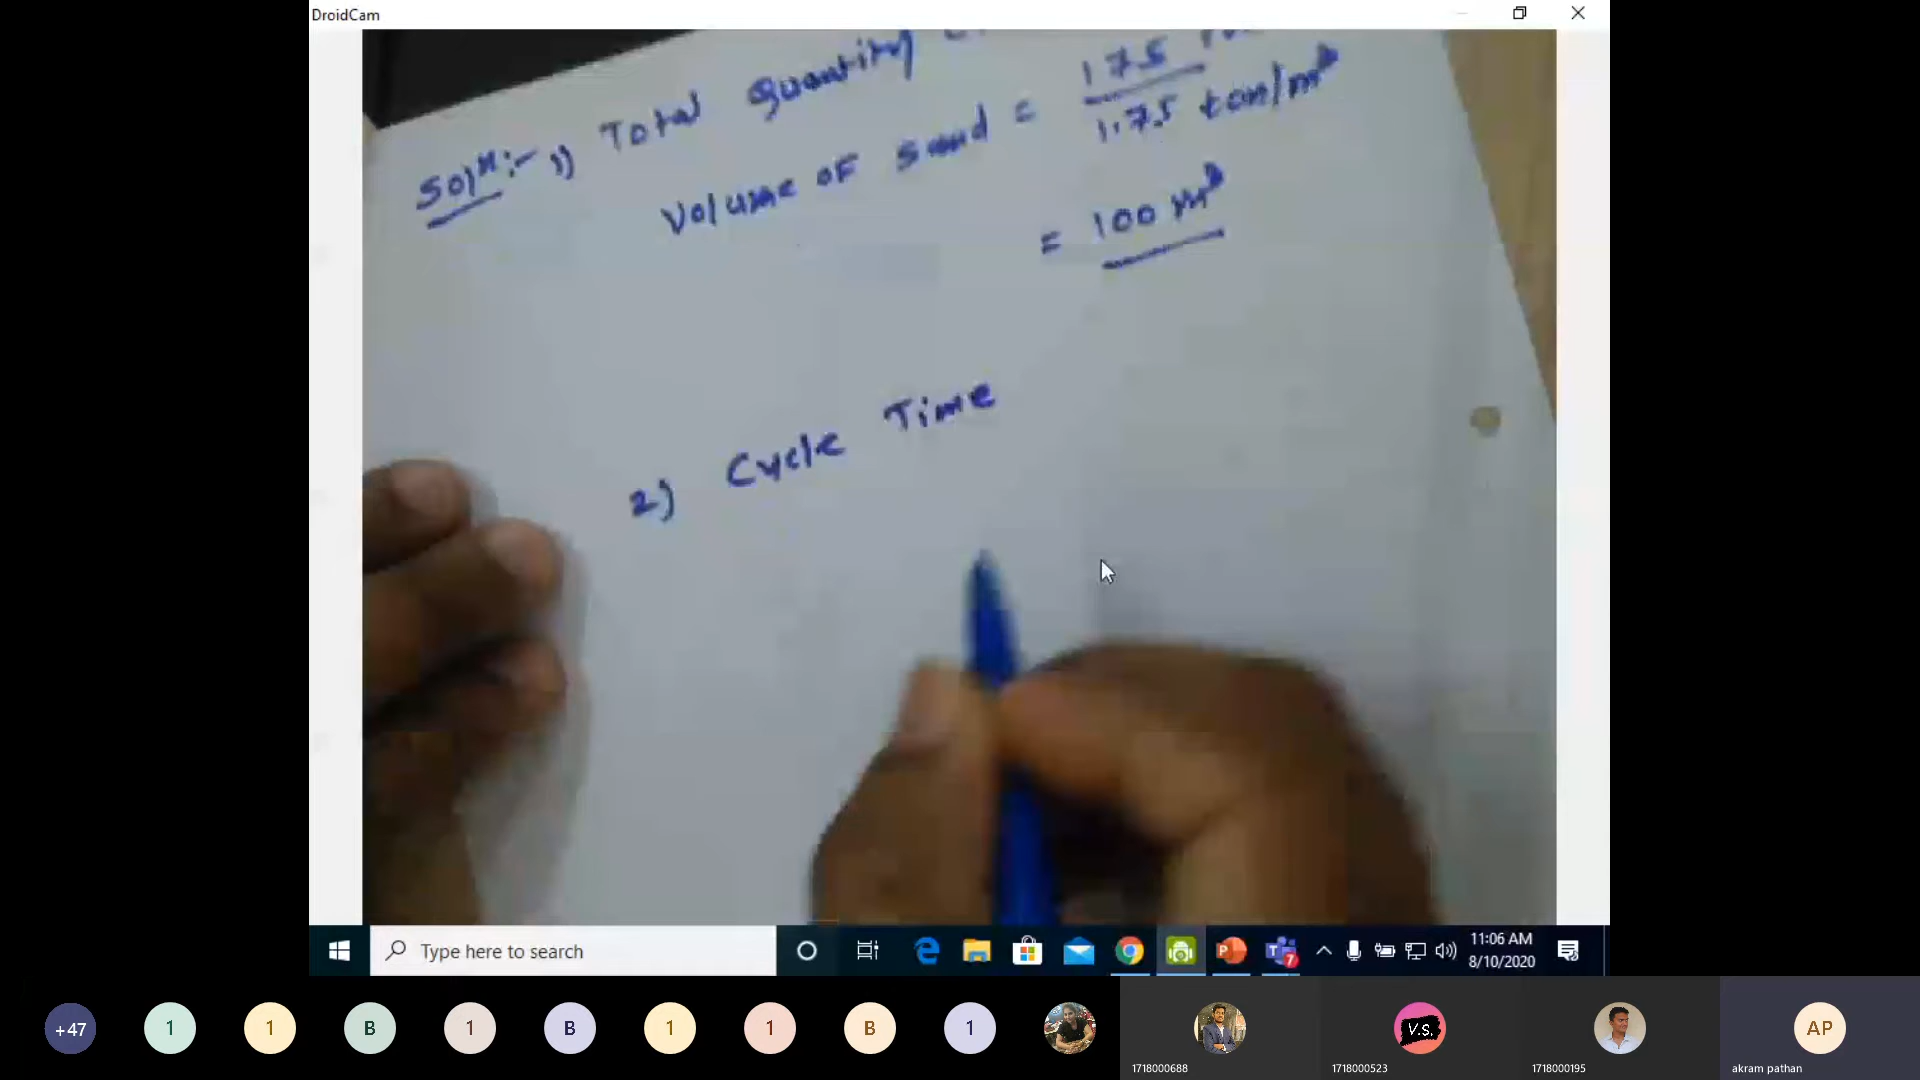 DroidCam
Soln:- 1) Total Quantity
Volume of Sand = 175 / 1.75 ton/m3
= 100 M3
2) Cycle Time
Type here to search
7
11:06 AM
8/10/2020
+47
1
1
B
1
B
1
1
B
1
V.S.
AP
1718000688
1718000523
1718000195
akram pathan